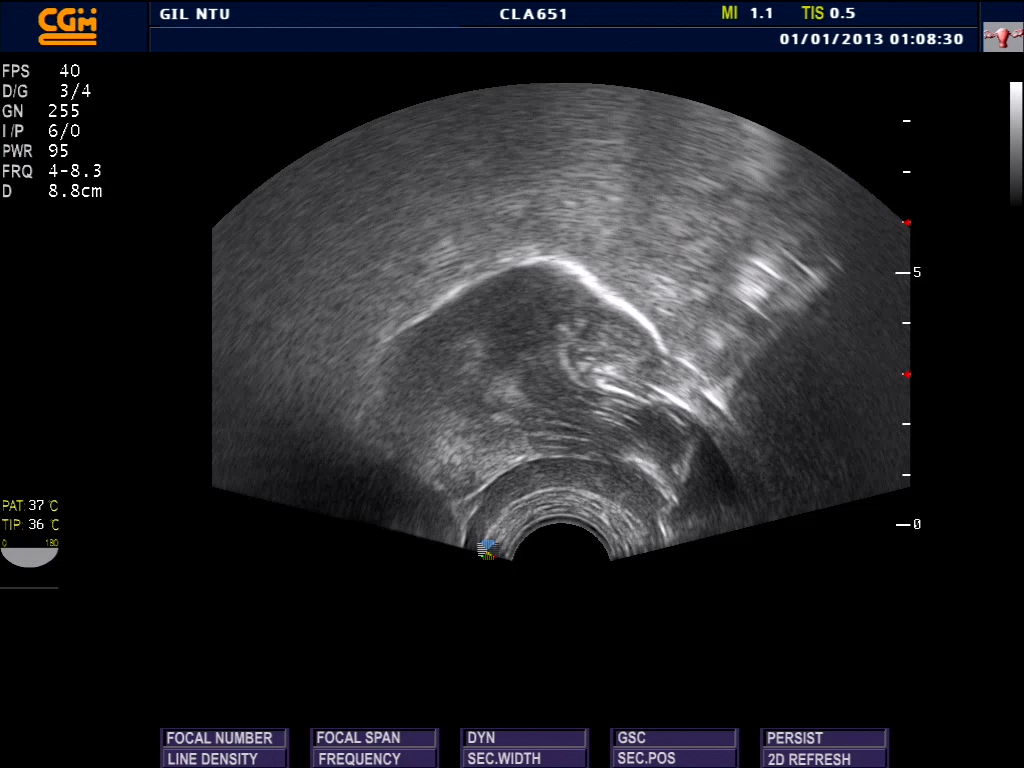 CGM
GIL NTU CLA651 MI 1.1 TIS 0.5
01/01/2013 01:08:30
FPS 40
D/G 3/4
GN 255
I/P 6/0
PWR 95
FRQ 4-8.3
D 8.8cm
5
PAT: 37 °C
TIP: 36 °C
0 180
0
FOCAL NUMBER FOCAL SPAN DYN GSC PERSIST
LINE DENSITY FREQUENCY SEC.WIDTH SEC.POS 2D REFRESH